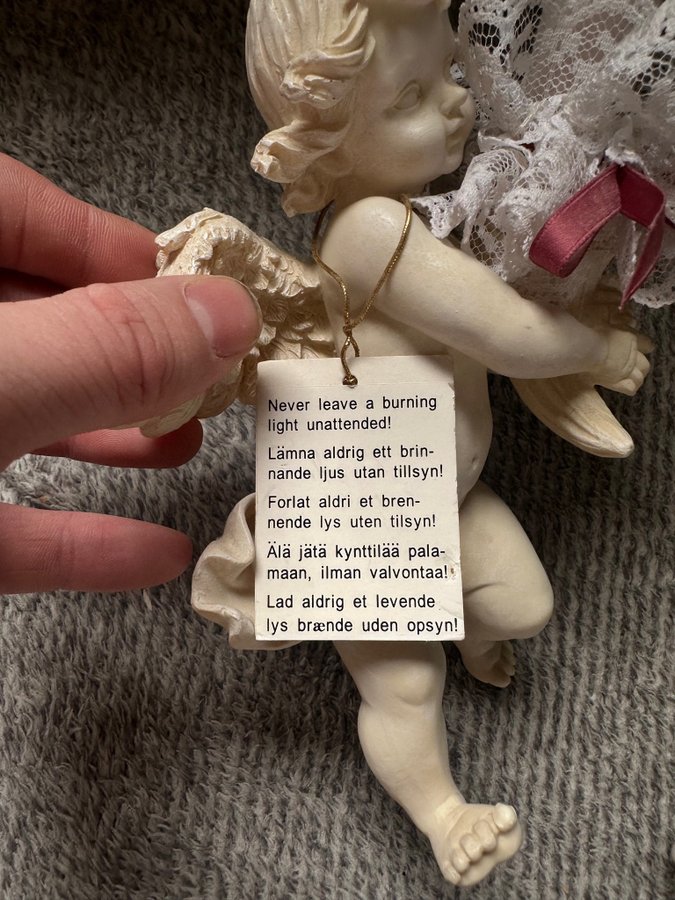 Never leave a burning
light unattended!
Lämna aldrig ett brin-
nande ljus utan tillsyn!
Forlat aldri et bren-
nende lys uten tilsyn!
Älä jätä kynttilää pala-
maan, ilman valvontaa!
Lad aldrig et levende
lys brænde uden opsyn!